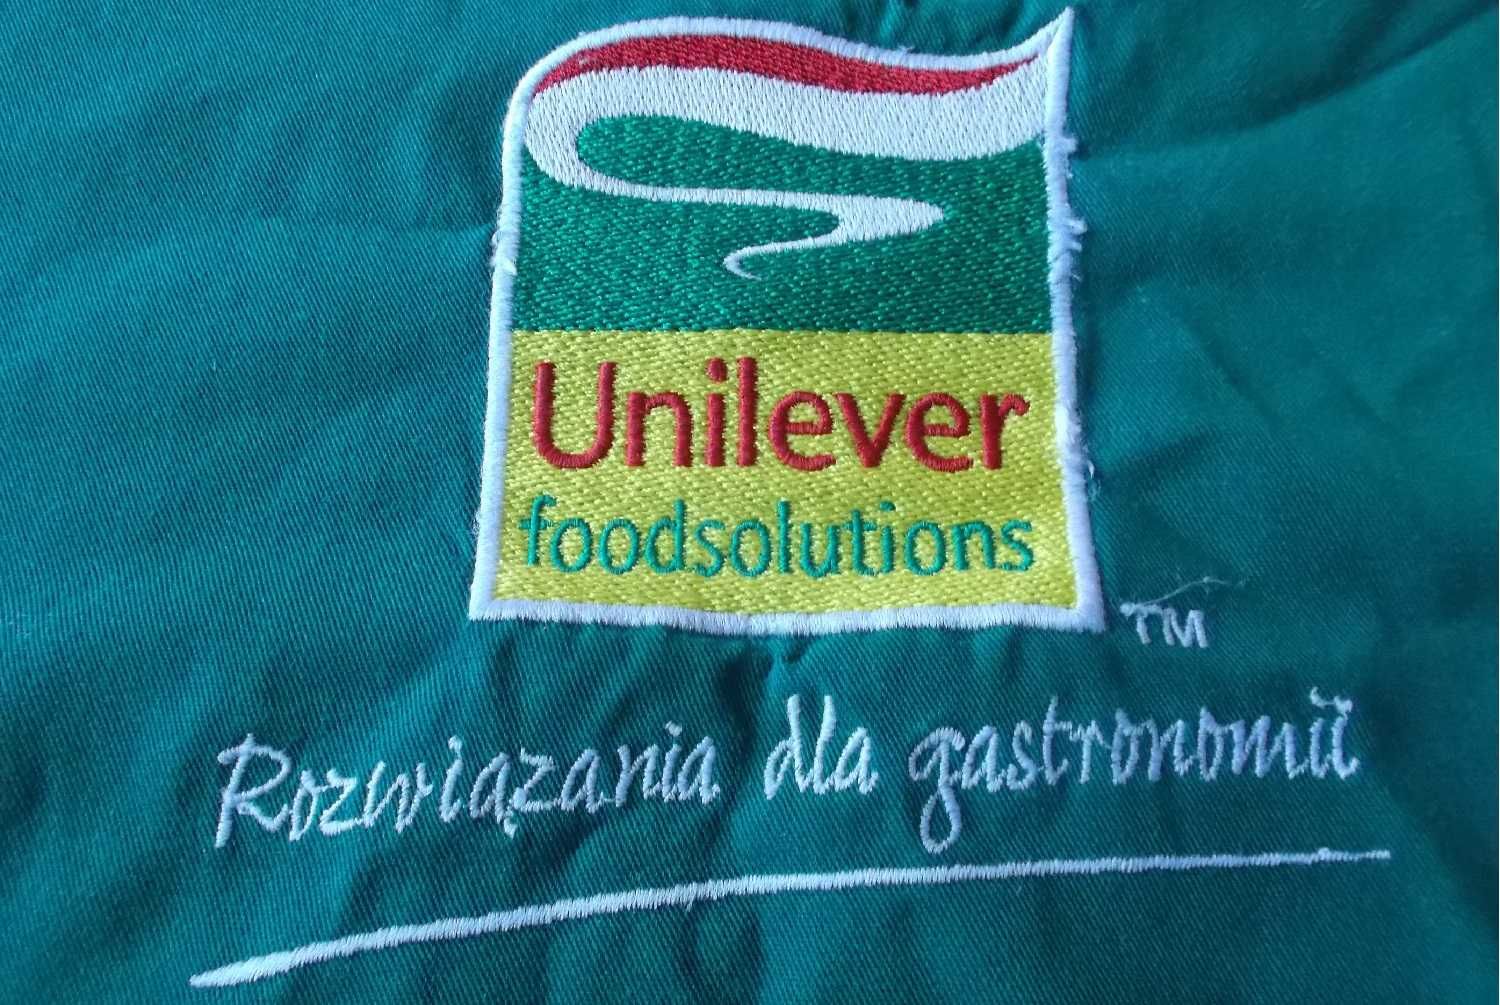 Unilever
foodsolutions
TM
Rozwiązania dla gastronomii